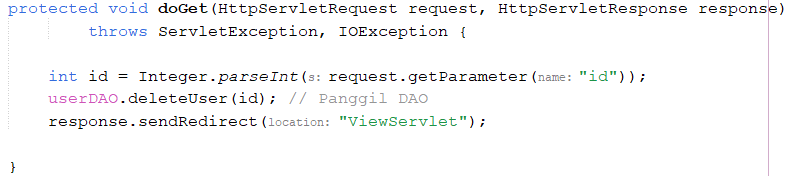 protected void doGet(HttpServletRequest request, HttpServletResponse response)
throws ServletException, IOException {
int id = Integer.parseInt(s: request.getParameter(name: "id"));
userDAO.deleteUser(id); // Panggil DAO
response.sendRedirect(location: "ViewServlet");
}